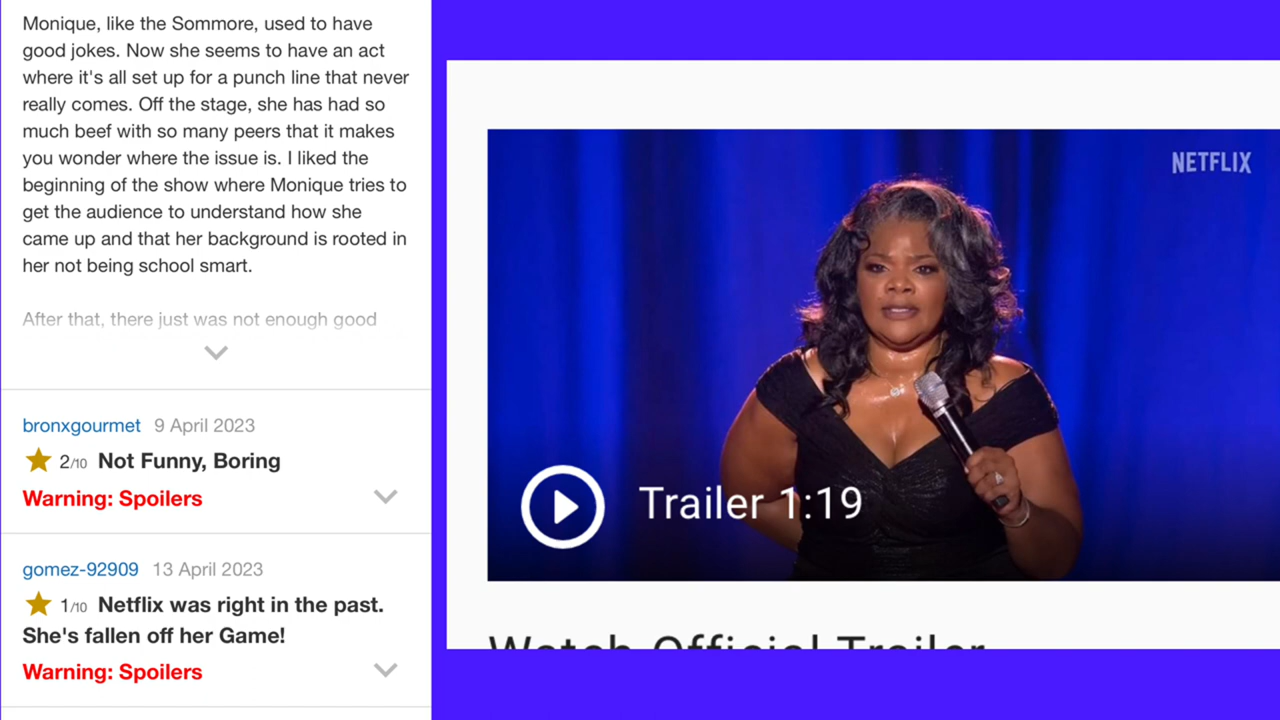 Monique, like the Sommore, used to have
good jokes. Now she seems to have an act
where it's all set up for a punch line that never
really comes. Off the stage, she has had so
much beef with so many peers that it makes
you wonder where the issue is. I liked the
beginning of the show where Monique tries to
get the audience to understand how she
came up and that her background is rooted in
her not being school smart.
After that, there just was not enough good
bronxgourmet 9 April 2023
2/10 Not Funny, Boring
Warning: Spoilers
gomez-92909 13 April 2023
1/10 Netflix was right in the past.
She's fallen off her Game!
Warning: Spoilers
NETFLIX
Trailer 1:19
Watch Official Trailer